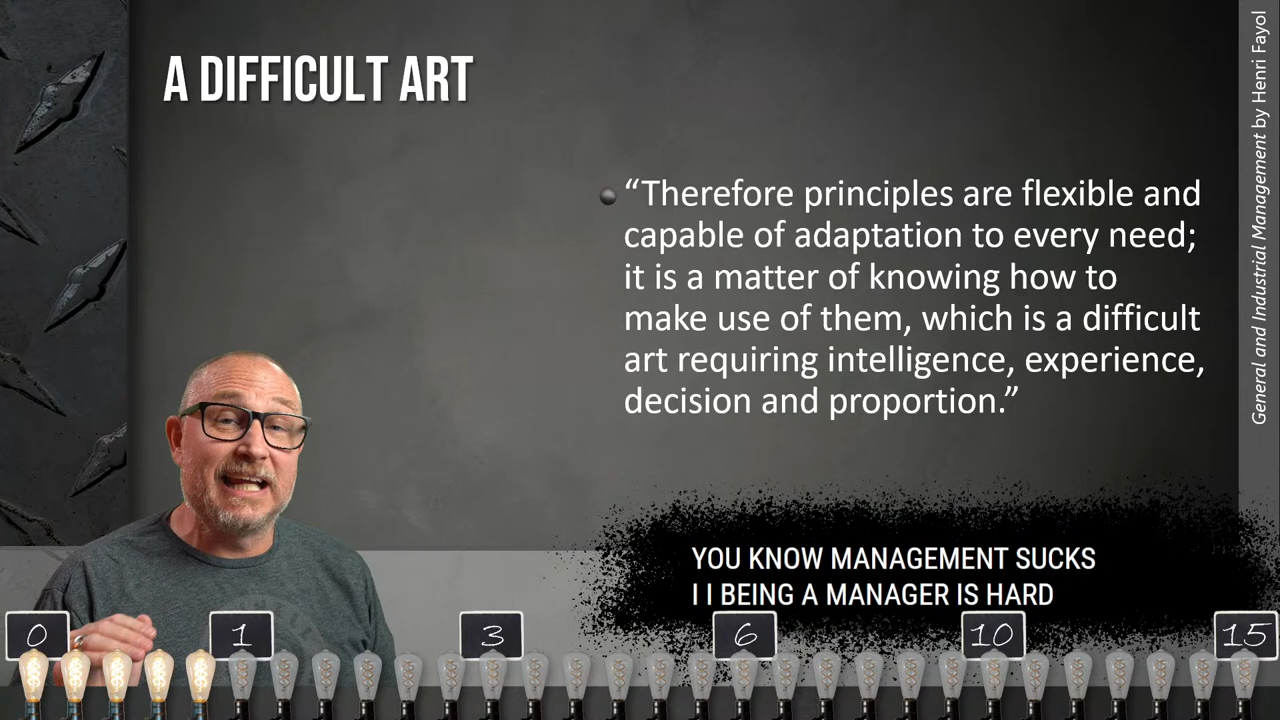 A DIFFICULT ART
“Therefore principles are flexible and
capable of adaptation to every need;
it is a matter of knowing how to
make use of them, which is a difficult
art requiring intelligence, experience,
decision and proportion.”
General and Industrial Management by Henri Fayol
YOU KNOW MANAGEMENT SUCKS
I I BEING A MANAGER IS HARD
0 1 3 6 10 15